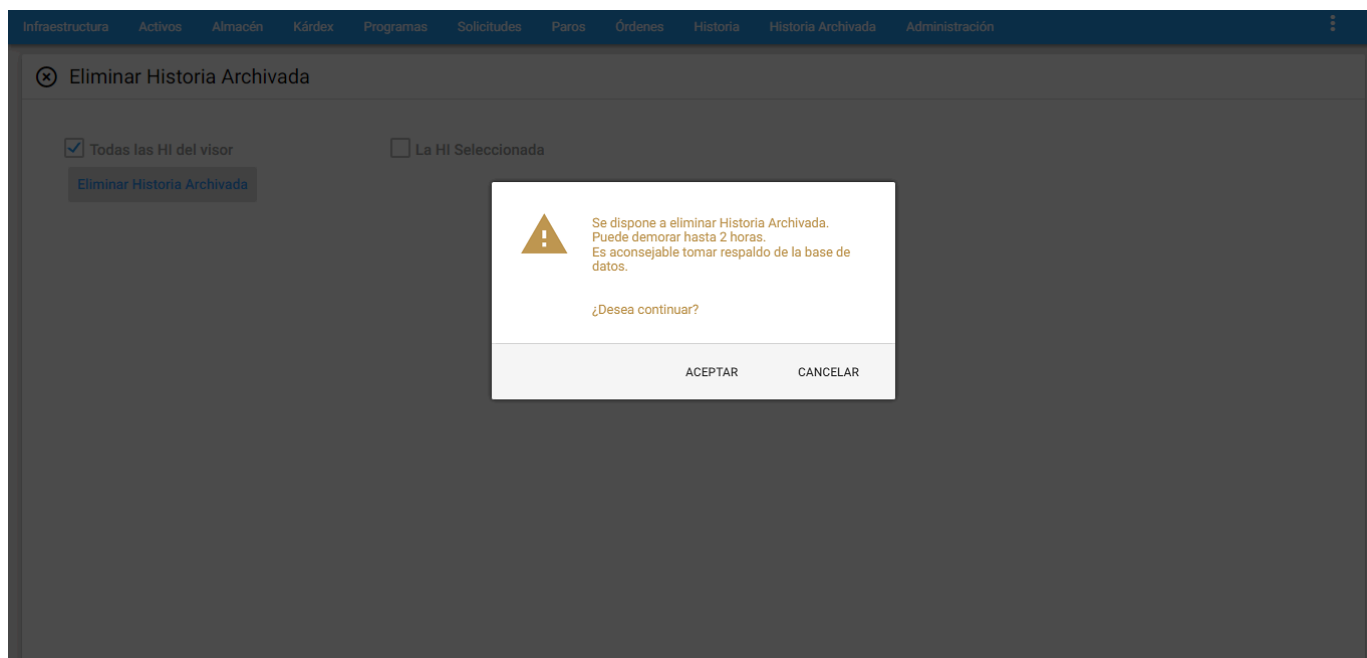 Infraestructura Activos Almacén Kárdex Programas Solicitudes Paros Órdenes Historia Historia Archivada Administración
Eliminar Historia Archivada
Todas las HI del visor La HI Seleccionada
Eliminar Historia Archivada
Se dispone a eliminar Historia Archivada.
Puede demorar hasta 2 horas.
Es aconsejable tomar respaldo de la base de
datos.
¿Desea continuar?
ACEPTAR CANCELAR